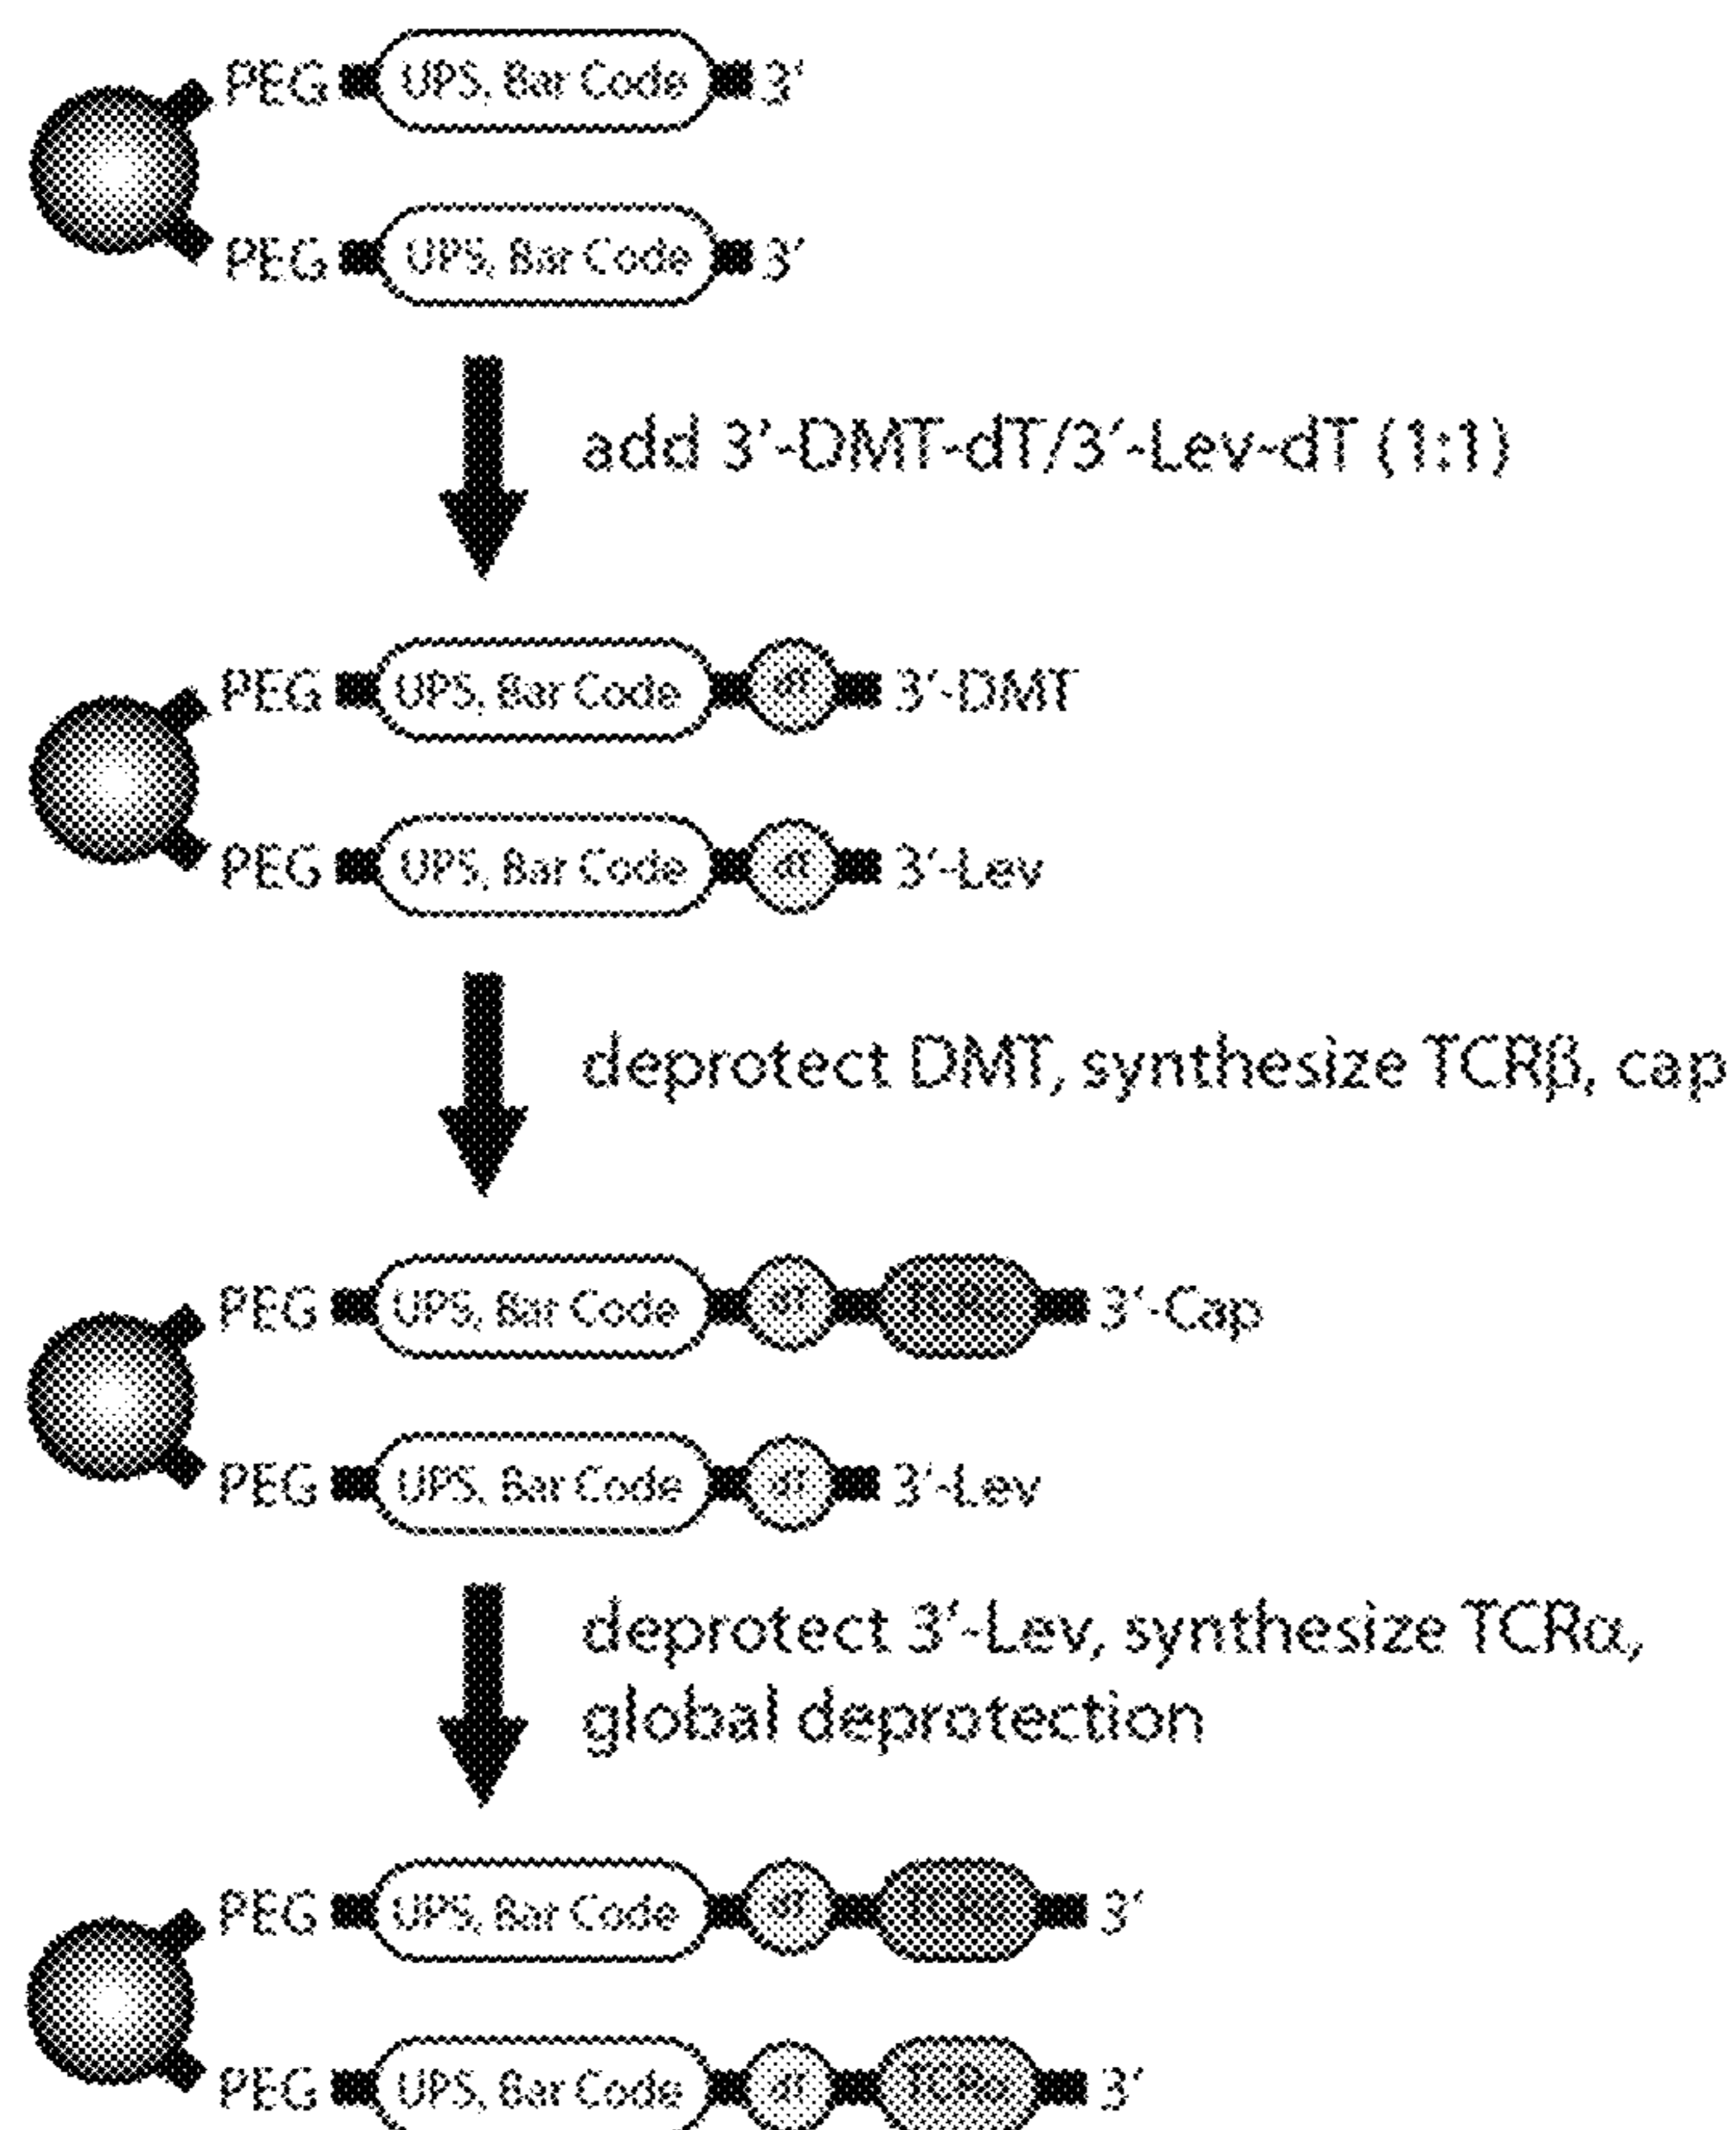 PEG UPS, Bar Code 3′
PEG UPS, Bar Code 3′
add 3′-DMT-dT/3′-Lev-dT (1:1)
PEG UPS, Bar Code dT 3′-DMT
PEG UPS, Bar Code dT 3′-Lev
deprotect DMT, synthesize TCRβ, cap
PEG UPS, Bar Code dT 3′-Cap
PEG UPS, Bar Code dT 3′-Lev
deprotect 3′-Lev, synthesize TCRα,
global deprotection
PEG UPS, Bar Code dT 3′
PEG UPS, Bar Code dT 3′